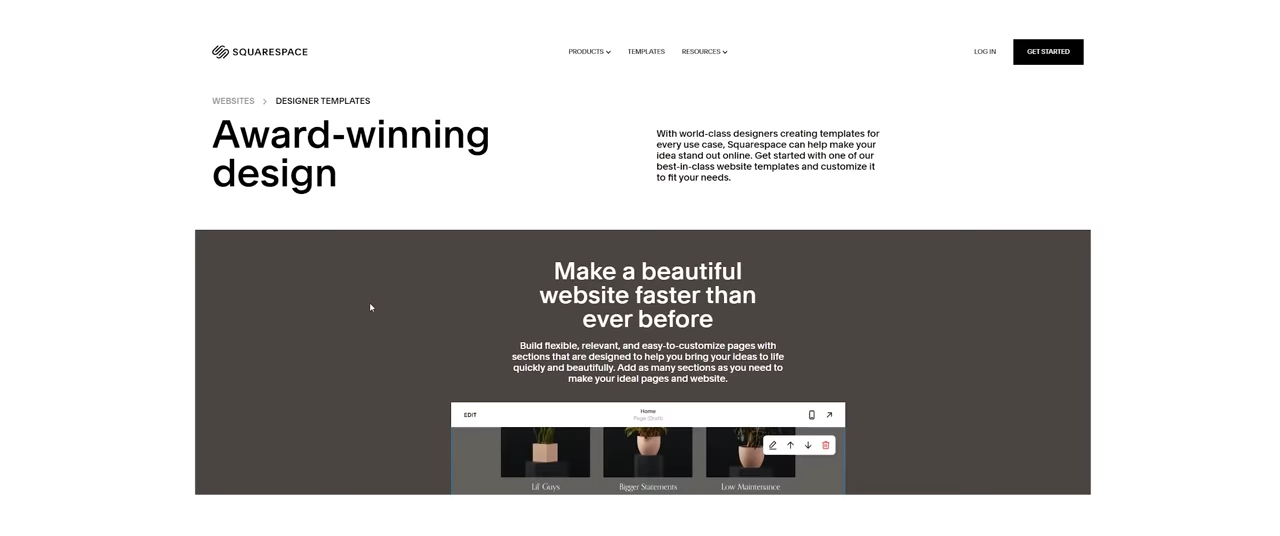 SQUARESPACE
PRODUCTS
TEMPLATES
RESOURCES
LOG IN
GET STARTED
WEBSITES
DESIGNER TEMPLATES
Award-winning
design
With world-class designers creating templates for
every use case, Squarespace can help make your
idea stand out online. Get started with one of our
best-in-class website templates and customize it
to fit your needs.
Make a beautiful
website faster than
ever before
Build flexible, relevant, and easy-to-customize pages with
sections that are designed to help you bring your ideas to life
quickly and beautifully. Add as many sections as you need to
make your ideal pages and website.
EDIT
Home
Page (Draft)
Lil' Guys
Bigger Statements
Low Maintenance